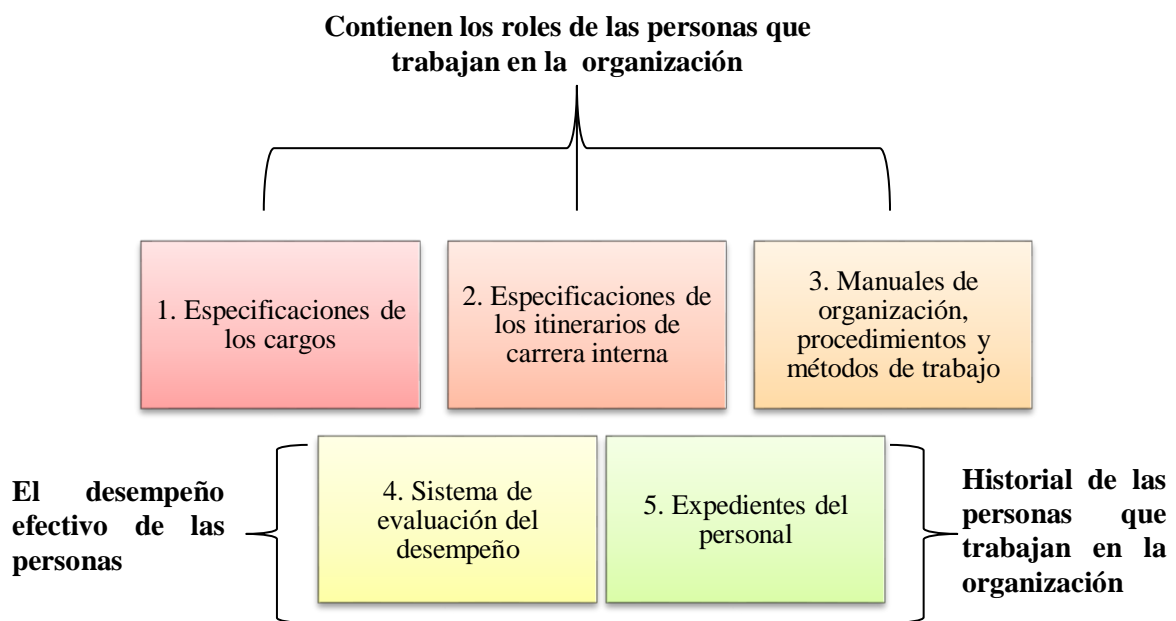 Contienen los roles de las personas que
trabajan en la organización
1. Especificaciones de
los cargos
2. Especificaciones de
los itinerarios de
carrera interna
3. Manuales de
organización,
procedimientos y
métodos de trabajo
El desempeño
efectivo de las
personas
4. Sistema de
evaluación del
desempeño
5. Expedientes del
personal
Historial de las
personas que
trabajan en la
organización